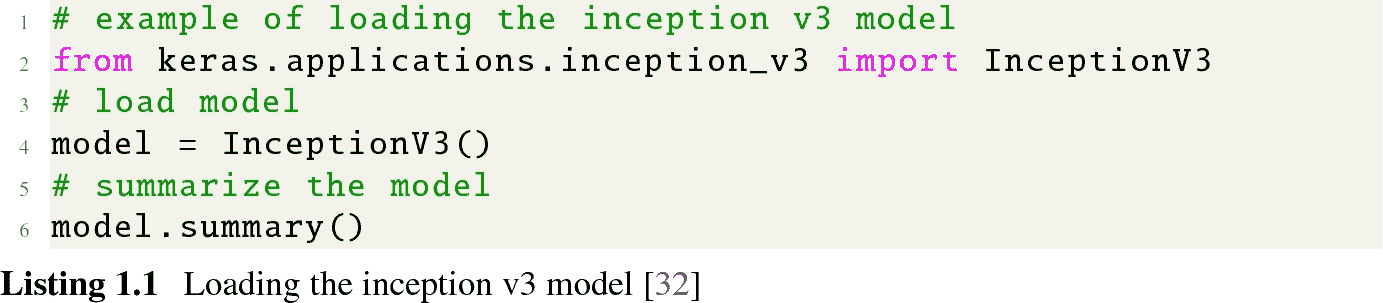 1 # example of loading the inception v3 model
2 from keras.applications.inception_v3 import InceptionV3
3 # load model
4 model = InceptionV3()
5 # summarize the model
6 model.summary()
Listing 1.1 Loading the inception v3 model [32]